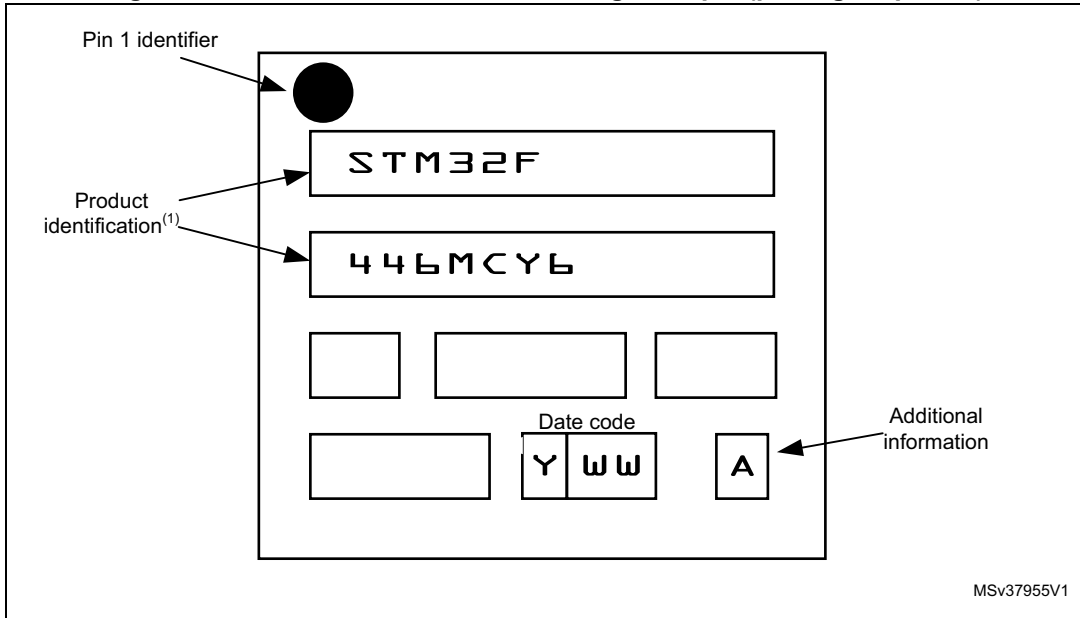 Pin 1 identifier
STM32F
Product
identification(1)
446MCY6
Date code
Y WW
A
Additional
information
MSv37955V1